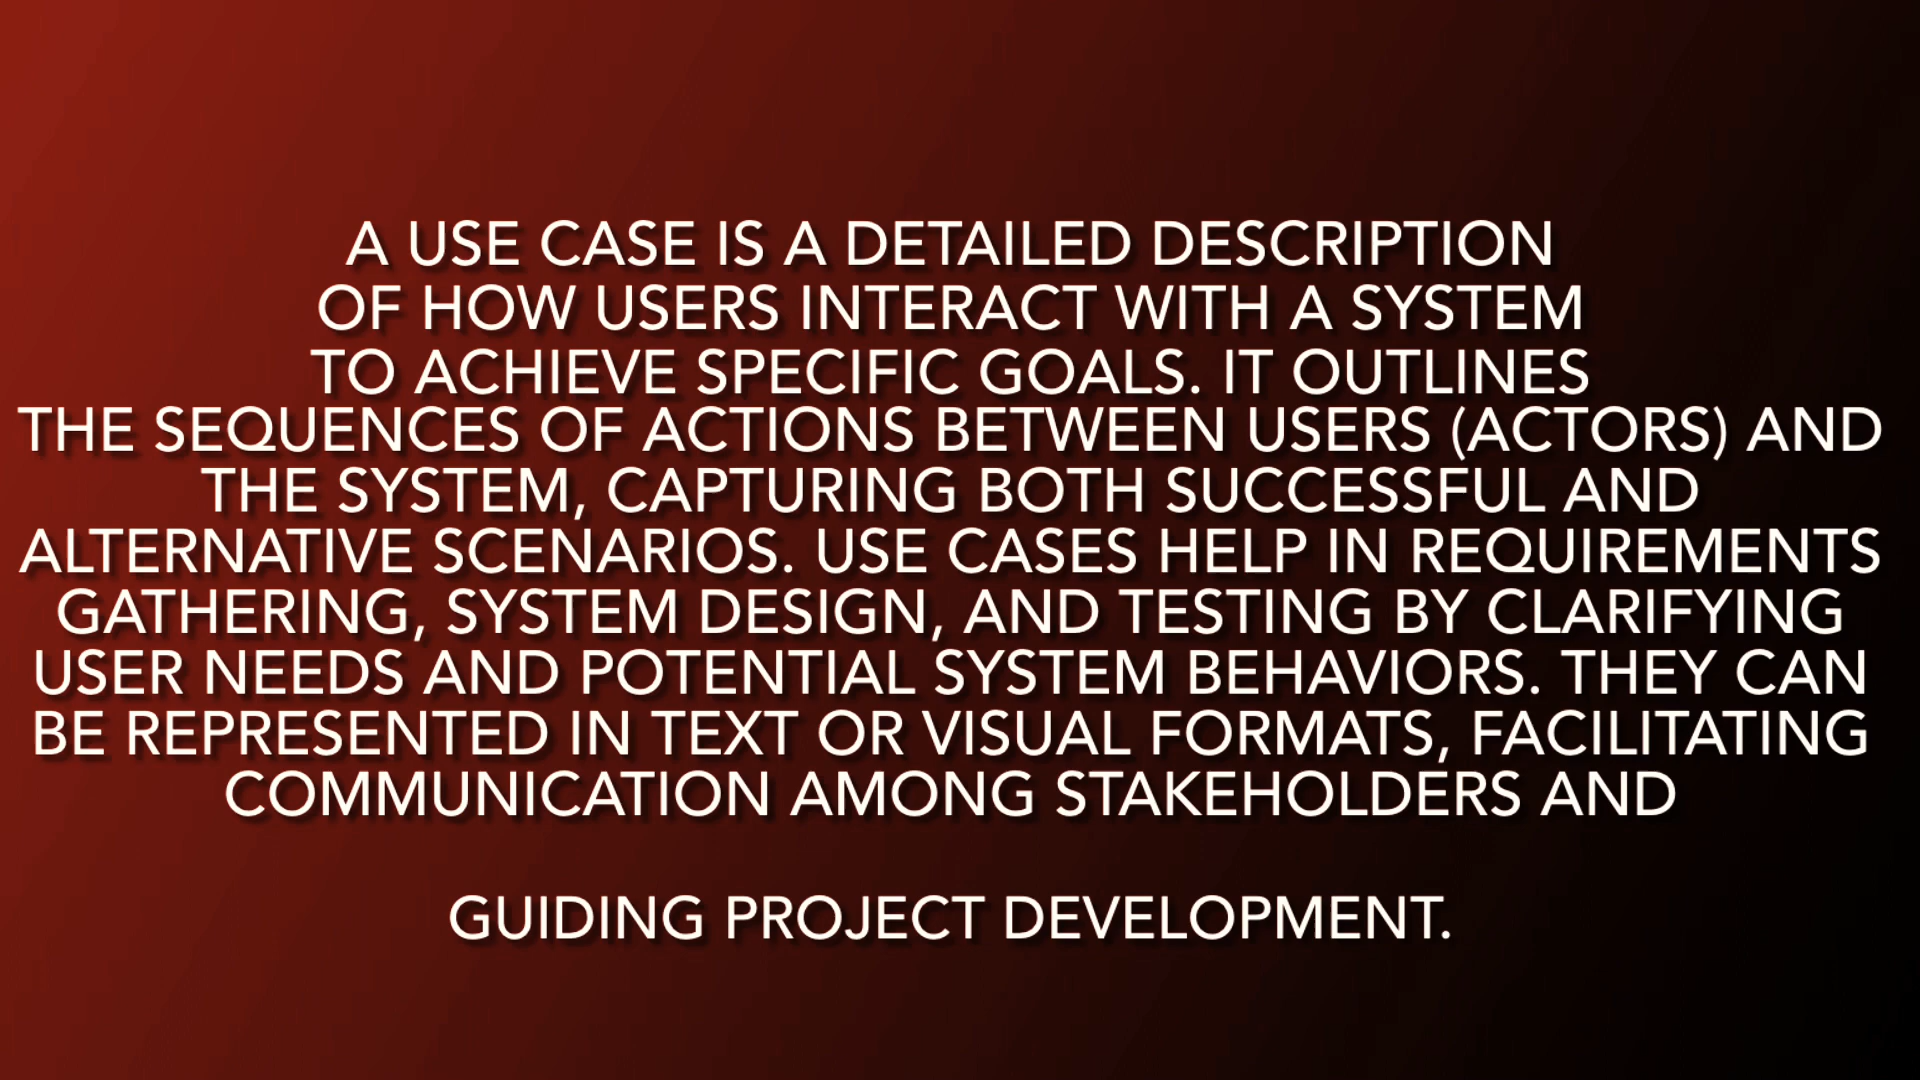 A USE CASE IS A DETAILED DESCRIPTION
OF HOW USERS INTERACT WITH A SYSTEM
TO ACHIEVE SPECIFIC GOALS. IT OUTLINES
THE SEQUENCES OF ACTIONS BETWEEN USERS (ACTORS) AND
THE SYSTEM, CAPTURING BOTH SUCCESSFUL AND
ALTERNATIVE SCENARIOS. USE CASES HELP IN REQUIREMENTS
GATHERING, SYSTEM DESIGN, AND TESTING BY CLARIFYING
USER NEEDS AND POTENTIAL SYSTEM BEHAVIORS. THEY CAN
BE REPRESENTED IN TEXT OR VISUAL FORMATS, FACILITATING
COMMUNICATION AMONG STAKEHOLDERS AND
GUIDING PROJECT DEVELOPMENT.